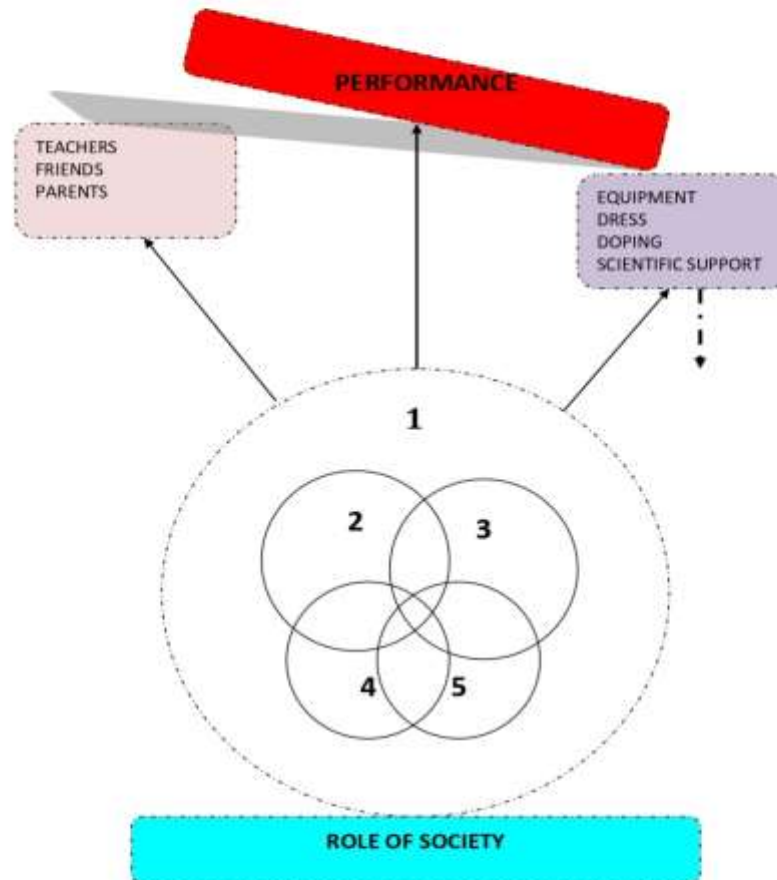 PERFORMANCE
TEACHERS
FRIENDS
PARENTS
EQUIPMENT
DRESS
DOPING
SCIENTIFIC SUPPORT
1
2
3
4
5
ROLE OF SOCIETY